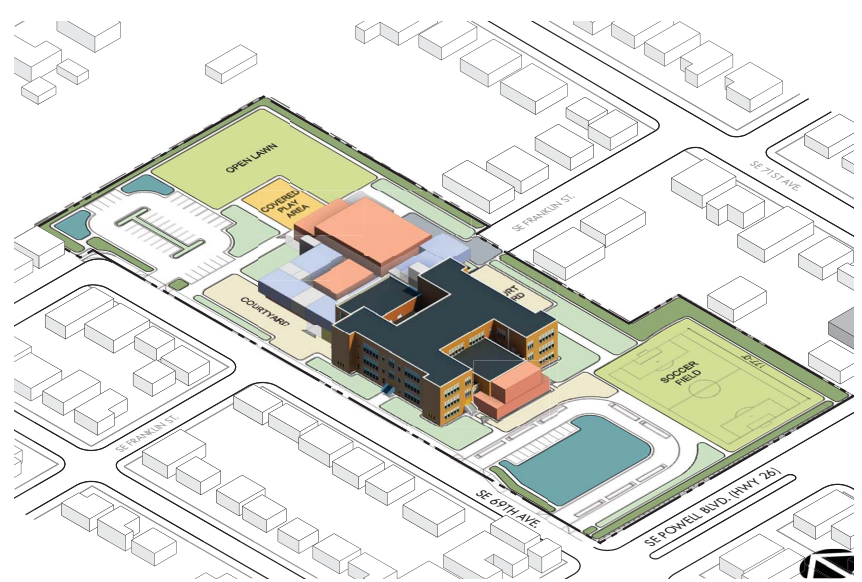 OPEN LAWN
SE 71ST AVE.
COVERED
PLAY
AREA
SE FRANKLIN ST.
COURTYARD
SOCCER
FIELD
SE FRANKLIN ST.
SE 69TH AVE.
SE POWELL BLVD. (HWY 26)